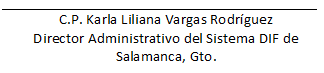 C.P. Karla Liliana Vargas Rodríguez
Director Administrativo del Sistema DIF de
Salamanca, Gto.